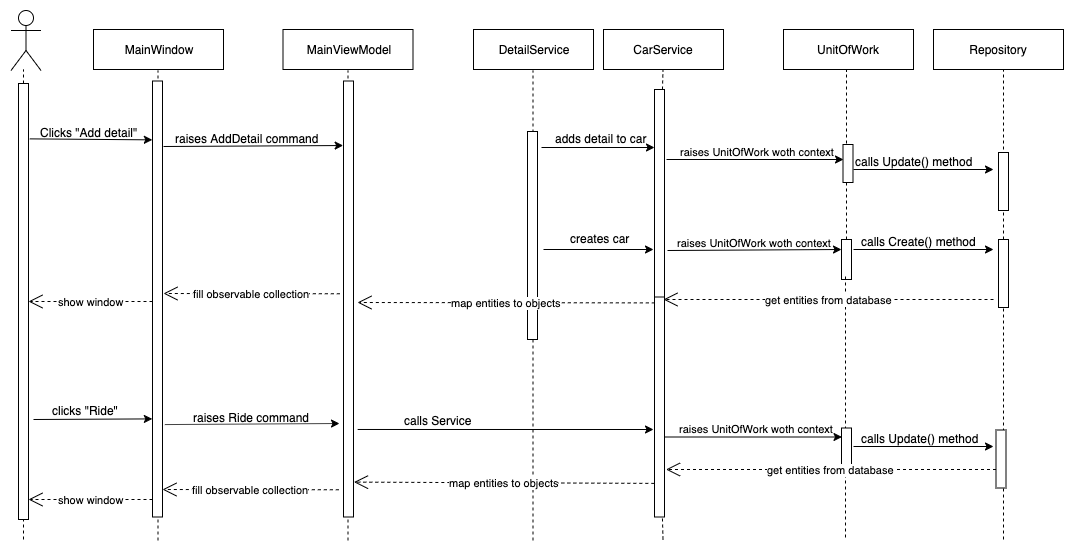 MainWindow
MainViewModel
DetailService
CarService
UnitOfWork
Repository
Clicks "Add detail"
raises AddDetail command
adds detail to car
raises UnitOfWork woth context
calls Update() method
creates car
raises UnitOfWork woth context
calls Create() method
show window
fill observable collection
map entities to objects
get entities from database
clicks "Ride"
raises Ride command
calls Service
raises UnitOfWork woth context
calls Update() method
show window
fill observable collection
map entities to objects
get entities from database